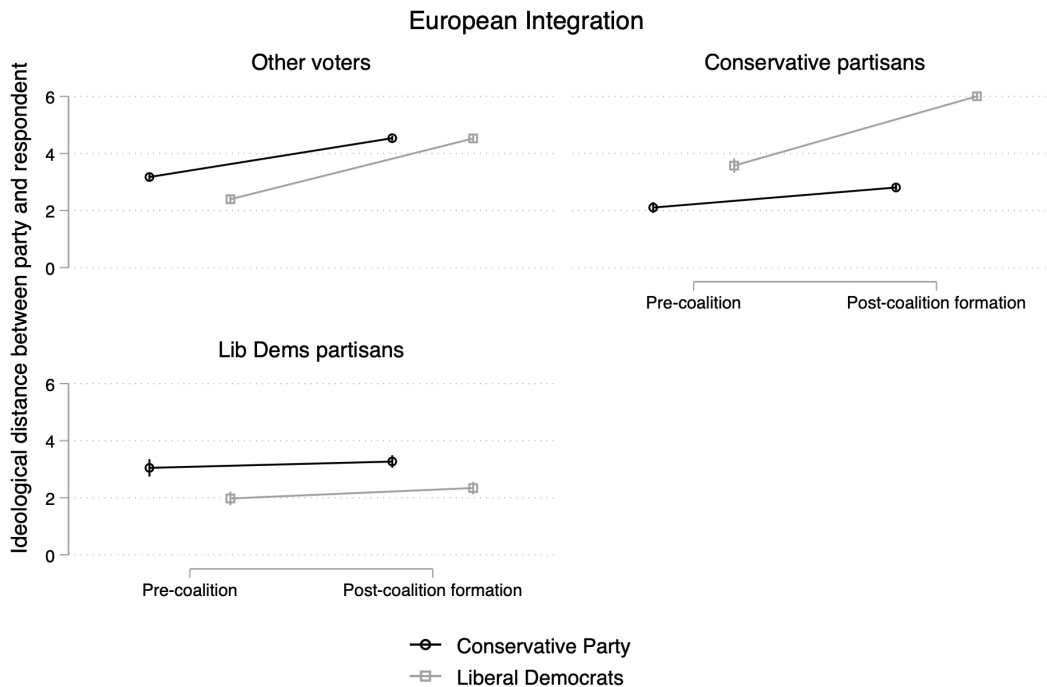 European Integration
Ideological distance between party and respondent
Other voters
6
4
2
0
Conservative partisans
Pre-coalition
Post-coalition formation
Lib Dems partisans
6
4
2
0
Pre-coalition
Post-coalition formation
Conservative Party
Liberal Democrats